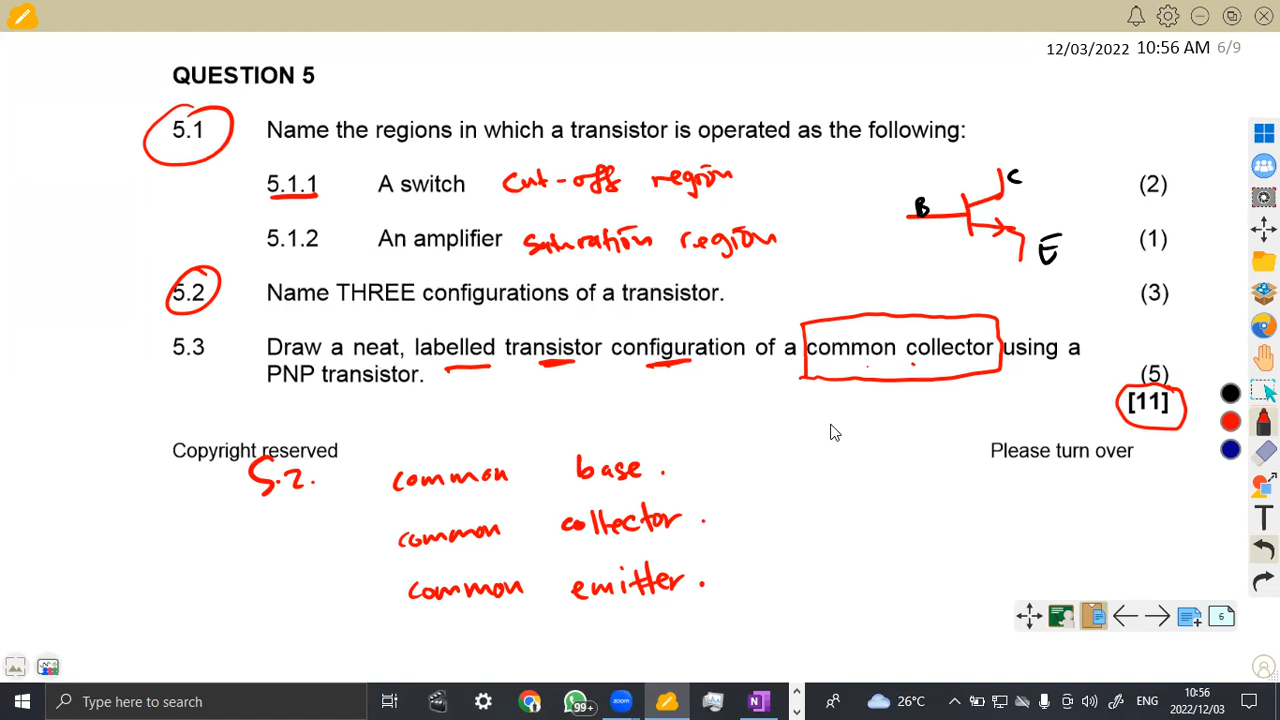 12/03/2022 10:56 AM 6/9
QUESTION 5
5.1 Name the regions in which a transistor is operated as the following:
5.1.1 A switch cut-off region (2)
C
B
5.1.2 An amplifier saturation region (1)
E
5.2 Name THREE configurations of a transistor. (3)
5.3 Draw a neat, labelled transistor configuration of a common collector using a
PNP transistor. (5)
[11]
Copyright reserved Please turn over
5.2. common base.
common collector.
common emitter.
T
6
Type here to search
99+
26°C
ENG
10:56
2022/12/03